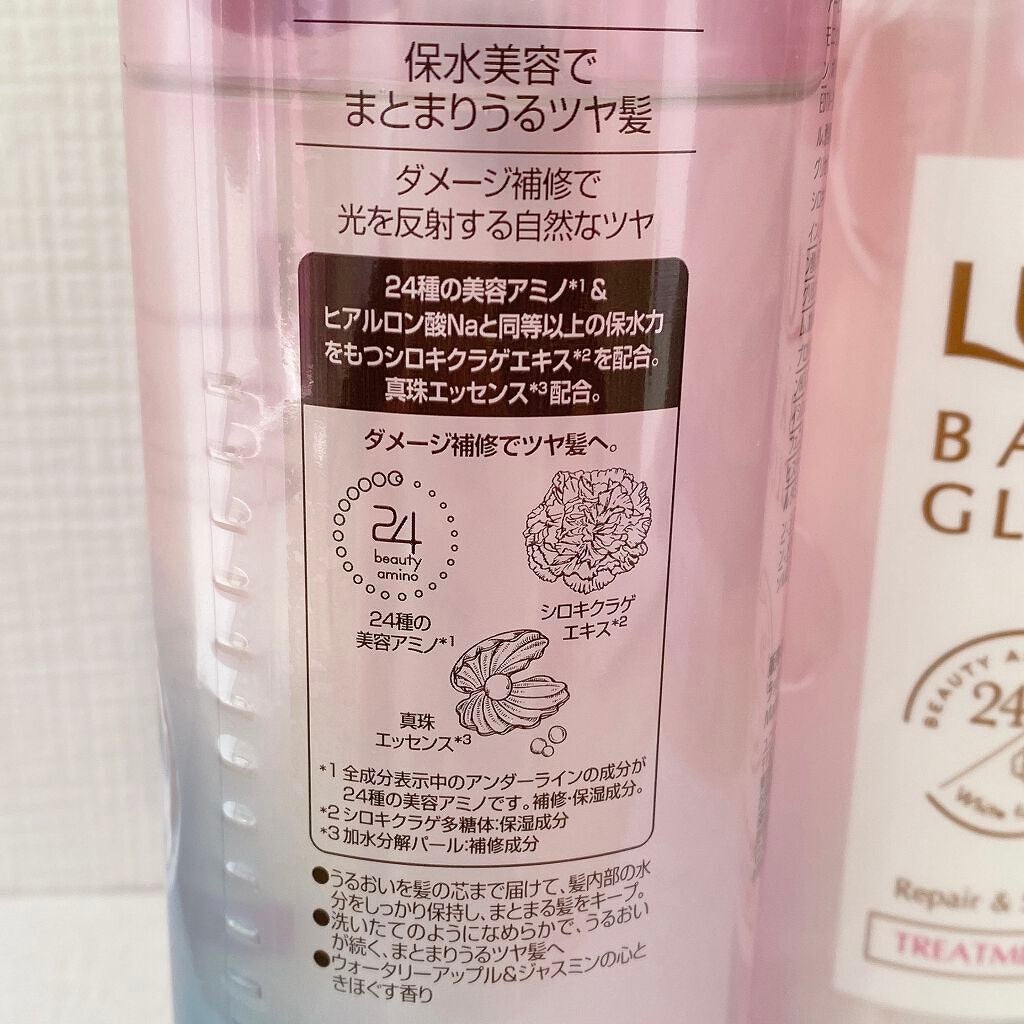 保水美容で
まとまりうるツヤ髪
ダメージ補修で
光を反射する自然なツヤ
24種の美容アミノ*1&
ヒアルロン酸Naと同等以上の保水力
をもつシロキクラゲエキス*2を配合。
真珠エッセンス*3配合。
ダメージ補修でツヤ髪へ。
24
beauty
amino
24種の
美容アミノ*1
シロキクラゲ
エキス*2
真珠
エッセンス*3
*1 全成分表示中のアンダーラインの成分が
24種の美容アミノです。補修・保湿成分。
*2 シロキクラゲ多糖体:保湿成分
*3 加水分解パール:補修成分
●うるおいを髪の芯まで届けて、髪内部の水
分をしっかり保持し、まとまる髪をキープ。
●洗いたてのようになめらかで、うるおい
が続く、まとまりうるツヤ髪へ
●ウォータリーアップル&ジャスミンの心と
きほぐす香り
BEAUTY
24
Repair &